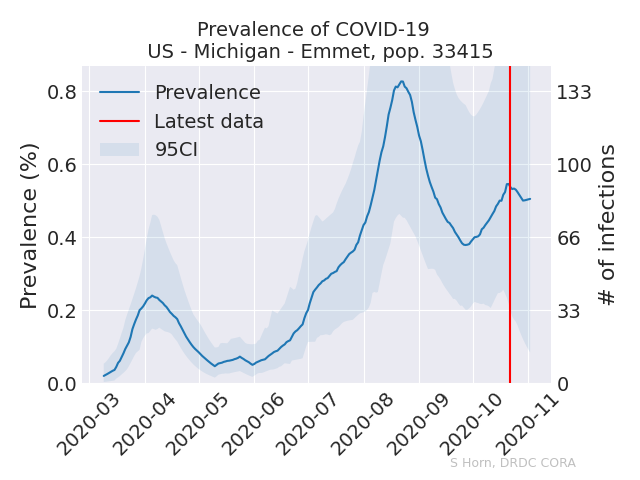 Prevalence of COVID-19
US - Michigan - Emmet, pop. 33415
Prevalence
Latest data
95CI
Prevalence (%)
0.8
0.6
0.4
0.2
0.0
133
100
66
33
0
# of infections
2020-03
2020-04
2020-05
2020-06
2020-07
2020-08
2020-09
2020-10
2020-11
S Horn, DRDC CORA